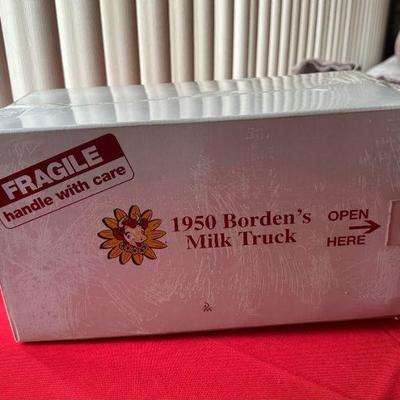 FRAGILE
handle with care
1950 Borden's
Milk Truck
OPEN
HERE